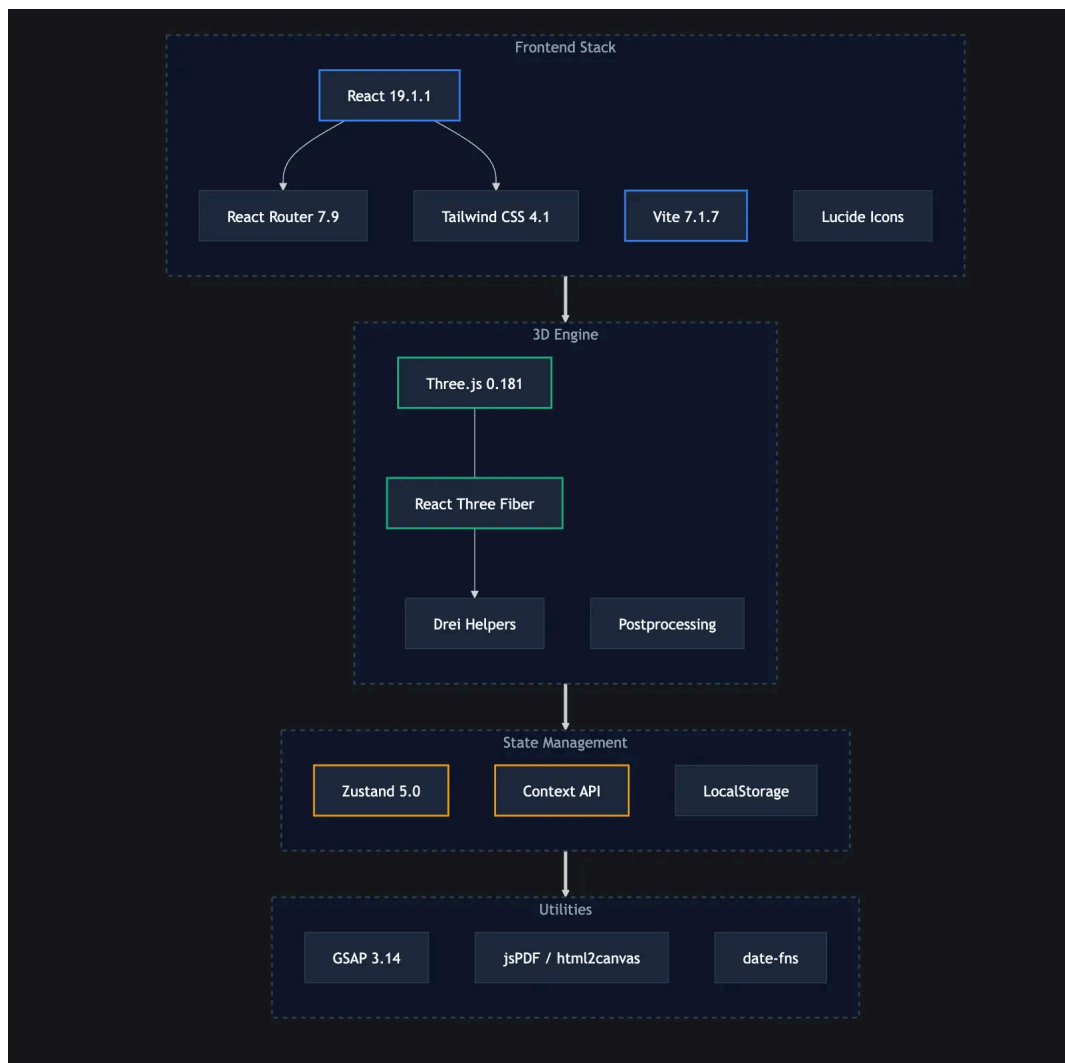 Frontend Stack
React 19.1.1
React Router 7.9
Tailwind CSS 4.1
Vite 7.1.7
Lucide Icons
3D Engine
Three.js 0.181
React Three Fiber
Drei Helpers
Postprocessing
State Management
Zustand 5.0
Context API
LocalStorage
Utilities
GSAP 3.14
jsPDF / html2canvas
date-fns